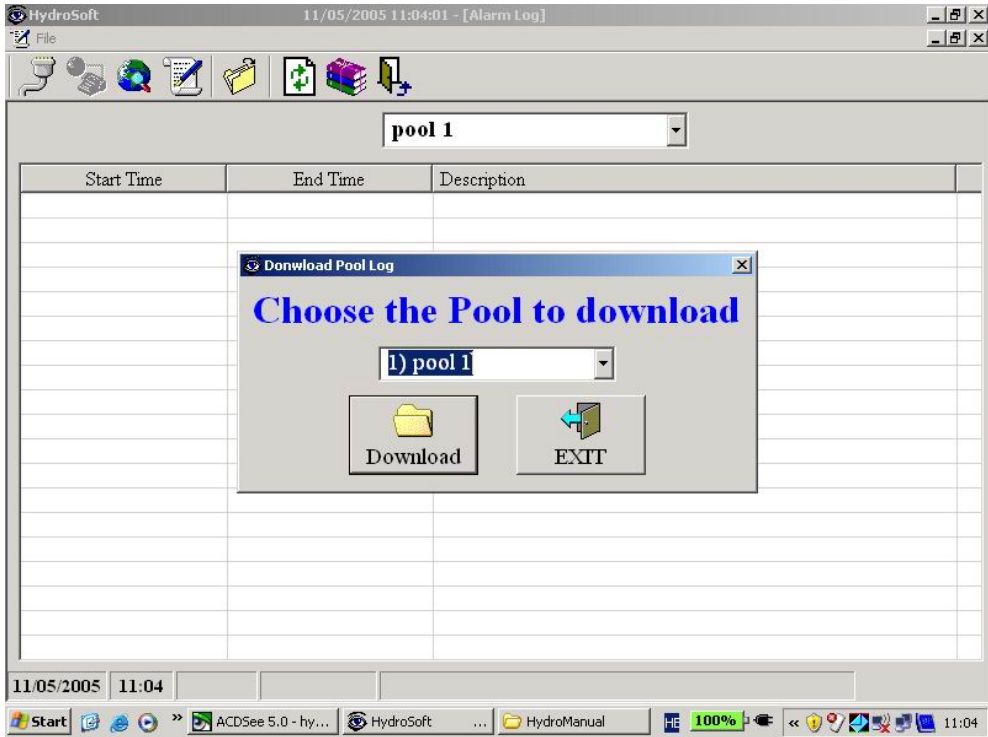 HydroSoft 11/05/2005 11:04:01 - [Alarm Log]
File
pool 1
Start Time End Time Description
Donwload Pool Log
Choose the Pool to download
1) pool 1
Download EXIT
11/05/2005 11:04
Start » ACDSee 5.0 - hy... HydroSoft ... HydroManual HE 100% « 11:04